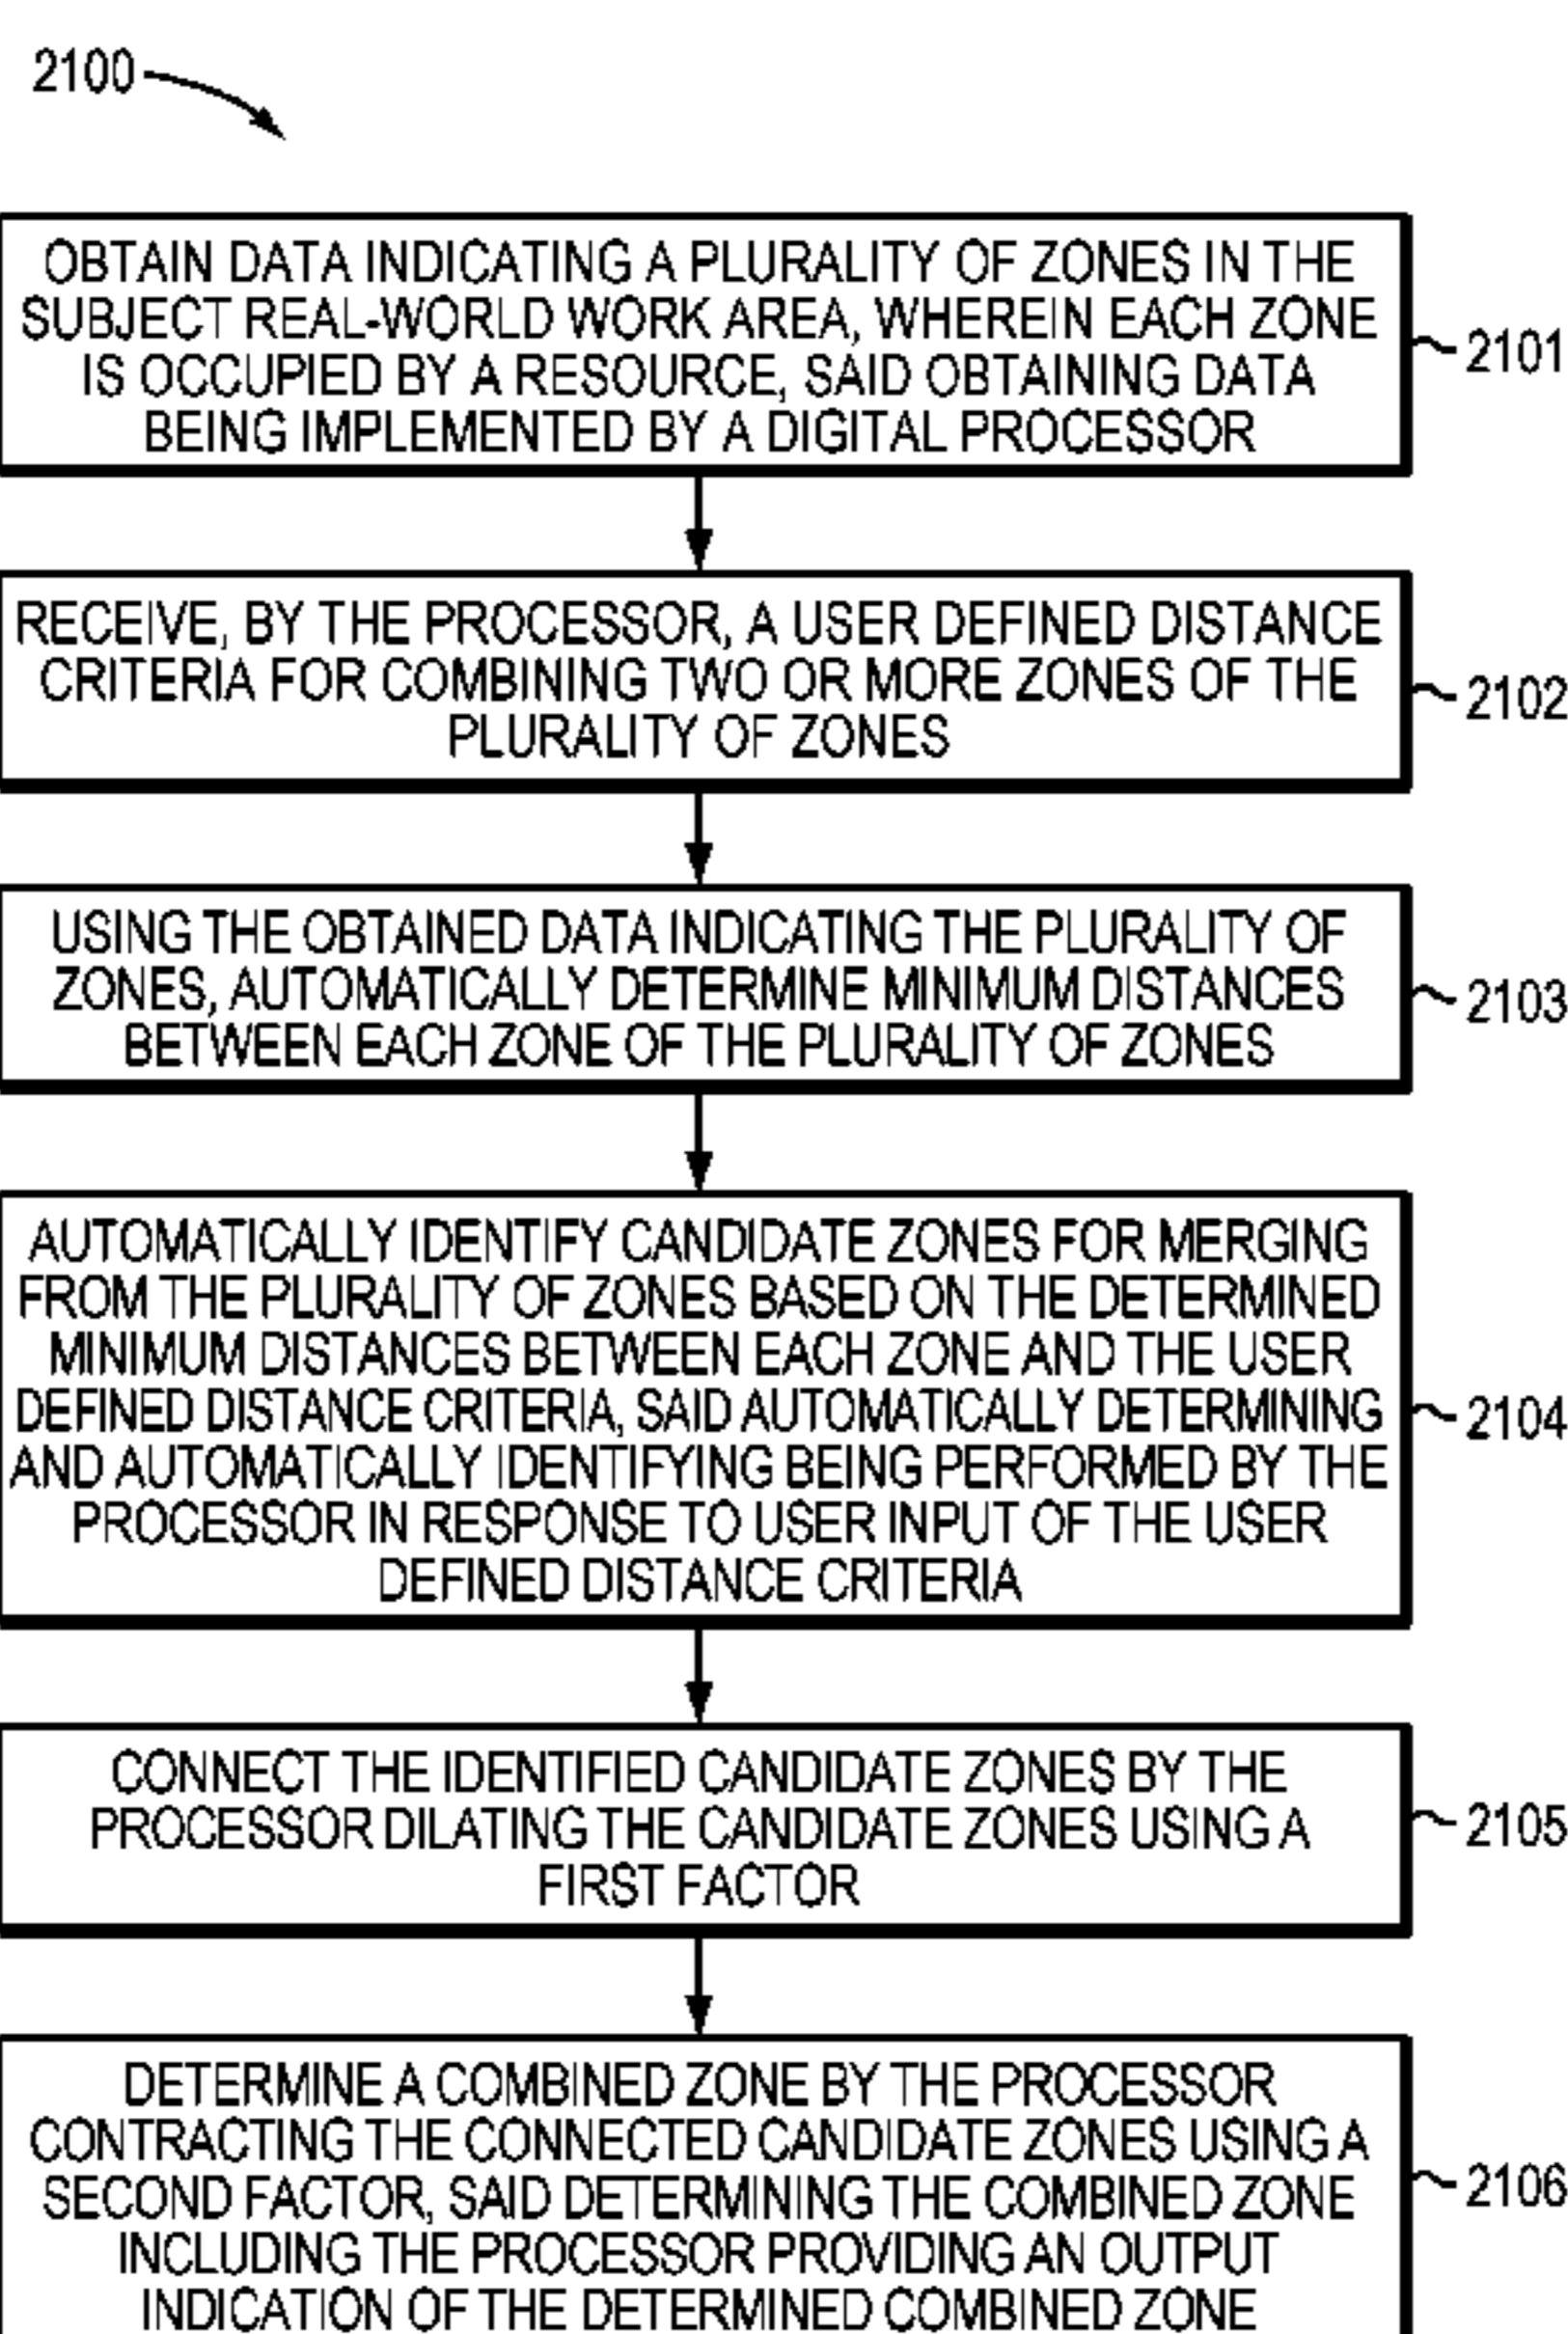 2100
OBTAIN DATA INDICATING A PLURALITY OF ZONES IN THE
SUBJECT REAL-WORLD WORK AREA, WHEREIN EACH ZONE
IS OCCUPIED BY A RESOURCE, SAID OBTAINING DATA
BEING IMPLEMENTED BY A DIGITAL PROCESSOR
2101
RECEIVE, BY THE PROCESSOR, A USER DEFINED DISTANCE
CRITERIA FOR COMBINING TWO OR MORE ZONES OF THE
PLURALITY OF ZONES
2102
USING THE OBTAINED DATA INDICATING THE PLURALITY OF
ZONES, AUTOMATICALLY DETERMINE MINIMUM DISTANCES
BETWEEN EACH ZONE OF THE PLURALITY OF ZONES
2103
AUTOMATICALLY IDENTIFY CANDIDATE ZONES FOR MERGING
FROM THE PLURALITY OF ZONES BASED ON THE DETERMINED
MINIMUM DISTANCES BETWEEN EACH ZONE AND THE USER
DEFINED DISTANCE CRITERIA, SAID AUTOMATICALLY DETERMINING
AND AUTOMATICALLY IDENTIFYING BEING PERFORMED BY THE
PROCESSOR IN RESPONSE TO USER INPUT OF THE USER
DEFINED DISTANCE CRITERIA
2104
CONNECT THE IDENTIFIED CANDIDATE ZONES BY THE
PROCESSOR DILATING THE CANDIDATE ZONES USING A
FIRST FACTOR
2105
DETERMINE A COMBINED ZONE BY THE PROCESSOR
CONTRACTING THE CONNECTED CANDIDATE ZONES USING A
SECOND FACTOR, SAID DETERMINING THE COMBINED ZONE
INCLUDING THE PROCESSOR PROVIDING AN OUTPUT
INDICATION OF THE DETERMINED COMBINED ZONE
2106